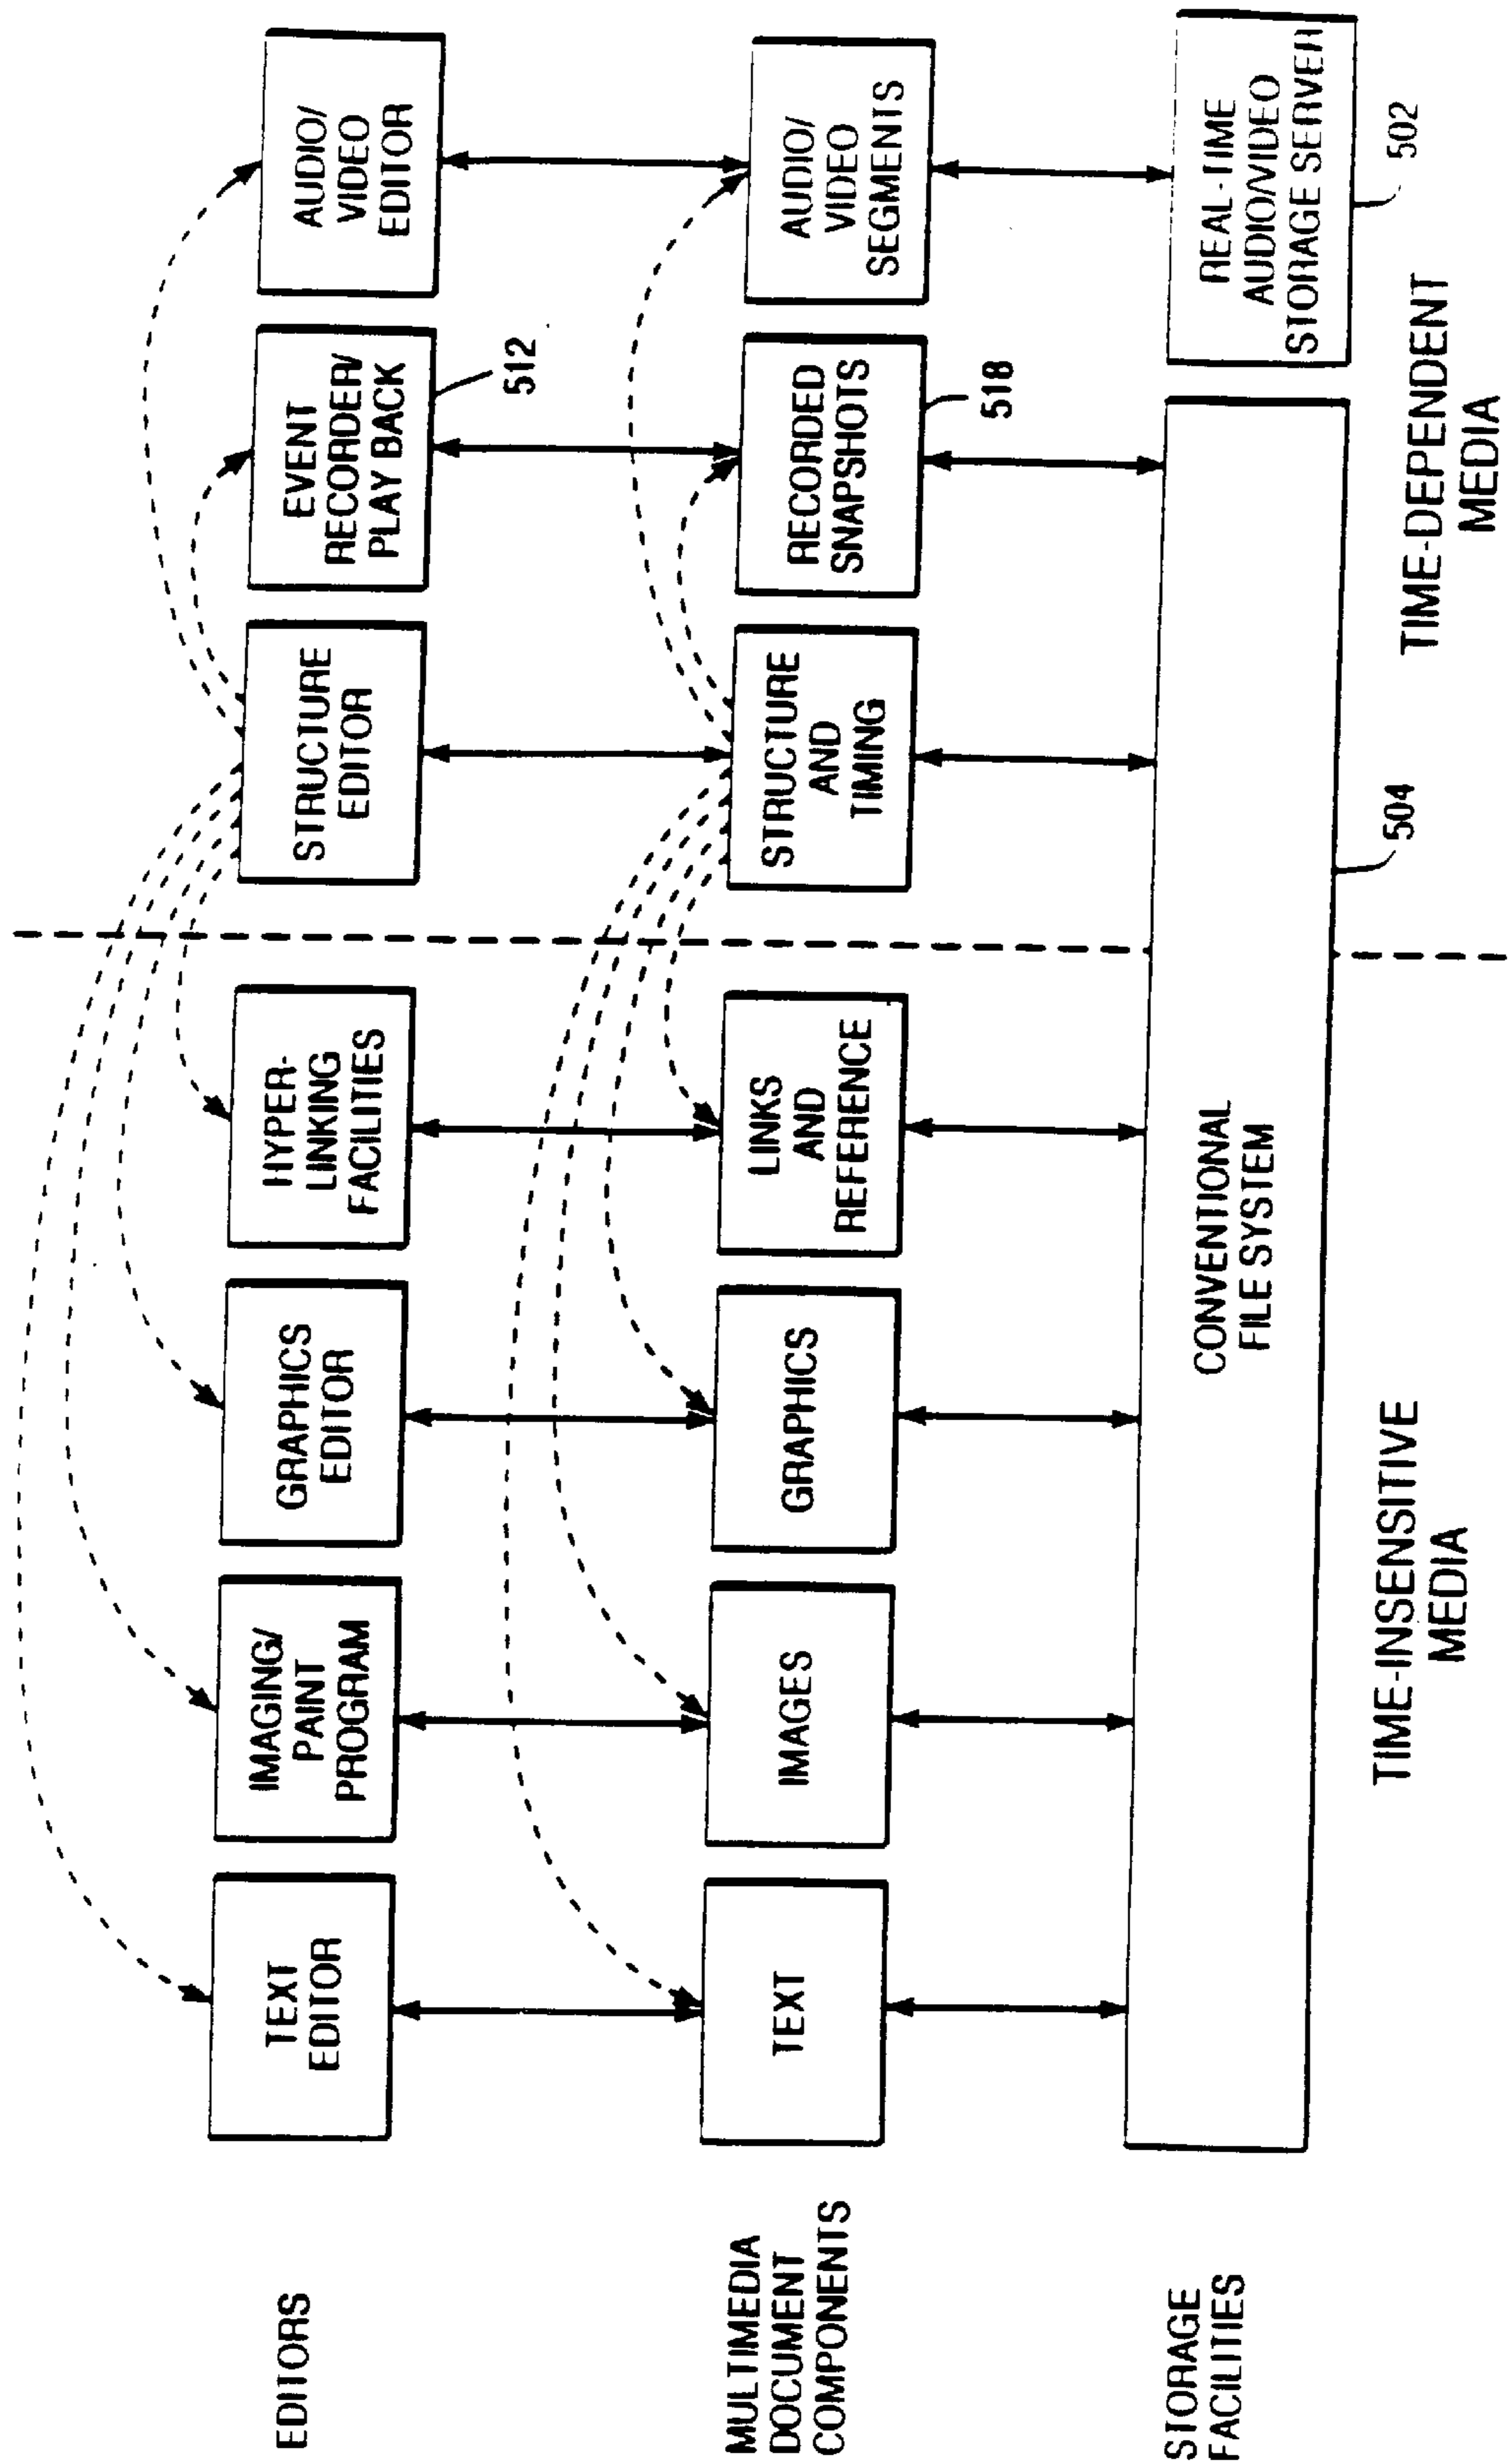 EDITORS
TEXT
EDITOR
IMAGING/
PAINT
PROGRAM
GRAPHICS
EDITOR
HYPER-
LINKING
FACILITIES
STRUCTURE
EDITOR
EVENT
RECORDER/
PLAY BACK
512
AUDIO/
VIDEO
EDITOR
MULTIMEDIA
DOCUMENT
COMPONENTS
TEXT
IMAGES
GRAPHICS
LINKS
AND
REFERENCE
STRUCTURE
AND
TIMING
RECORDED
SNAPSHOTS
518
AUDIO/
VIDEO
SEGMENTS
STORAGE
FACILITIES
CONVENTIONAL
FILE SYSTEM
504
REAL-TIME
AUDIO/VIDEO
STORAGE SERVER
502
TIME-INSENSITIVE
MEDIA
TIME-DEPENDENT
MEDIA